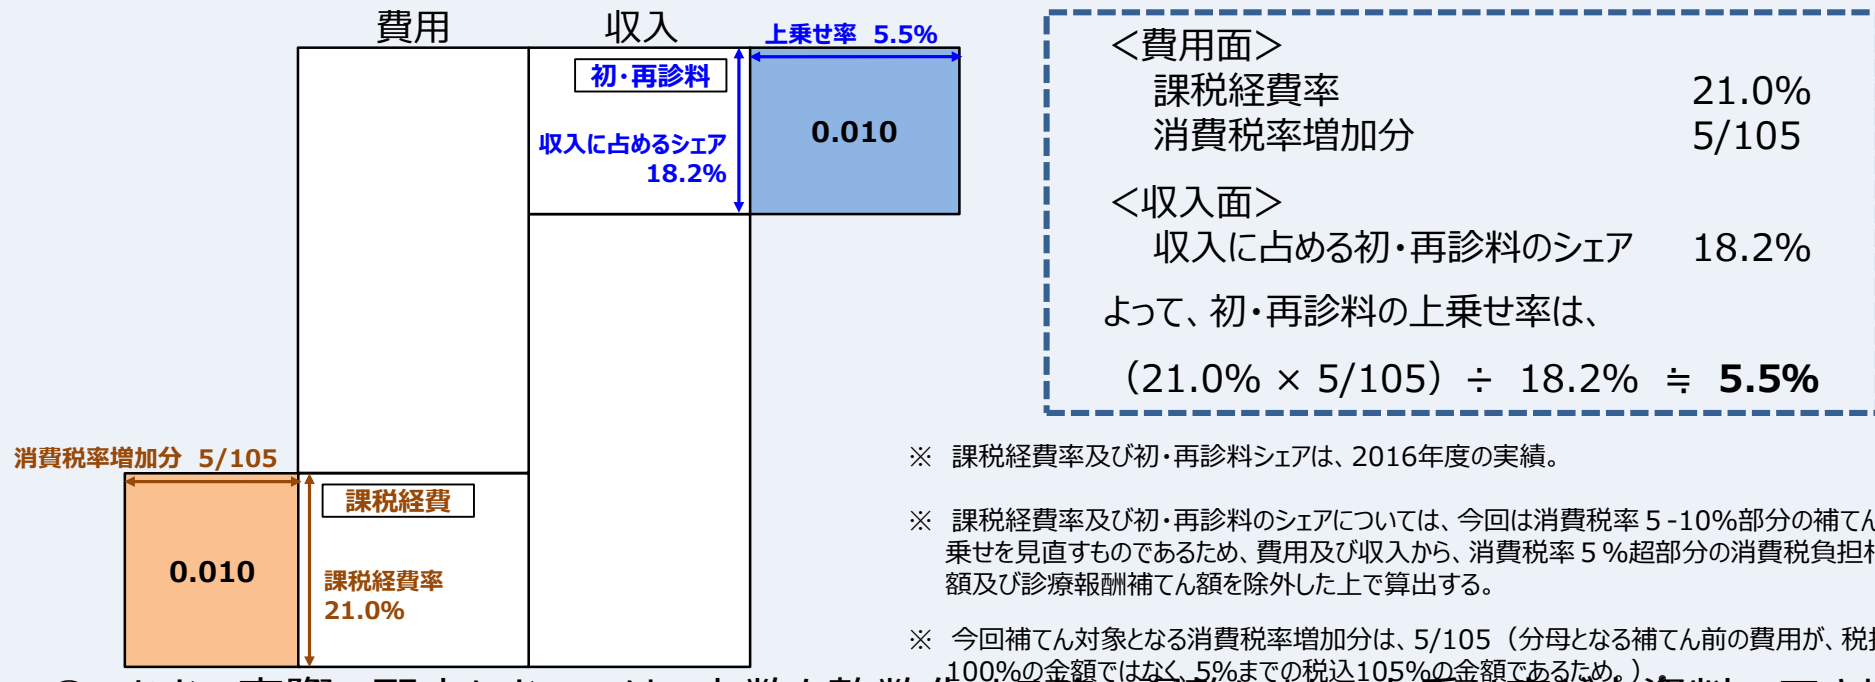 費用
収入
上乗せ率 5.5%
初・再診料
収入に占めるシェア
18.2%
0.010
消費税率増加分 5/105
課税経費
0.010
課税経費率
21.0%
＜費用面＞
課税経費率 21.0%
消費税率増加分 5/105
＜収入面＞
収入に占める初・再診料のシェア 18.2%
よって、初・再診料の上乗せ率は、
（21.0% × 5/105）÷ 18.2% ≒ 5.5%
※ 課税経費率及び初・再診料シェアは、2016年度の実績。
※ 課税経費率及び初・再診料のシェアについては、今回は消費税率５-10%部分の補てん
乗せを見直すものであるため、費用及び収入から、消費税率５%超部分の消費税負担
額及び診療報酬補てん額を除外した上で算出する。
※ 今回補てん対象となる消費税率増加分は、5/105（分母となる補てん前の費用が、税
100%の金額ではなく、5%までの税込105%の金額であるため。）